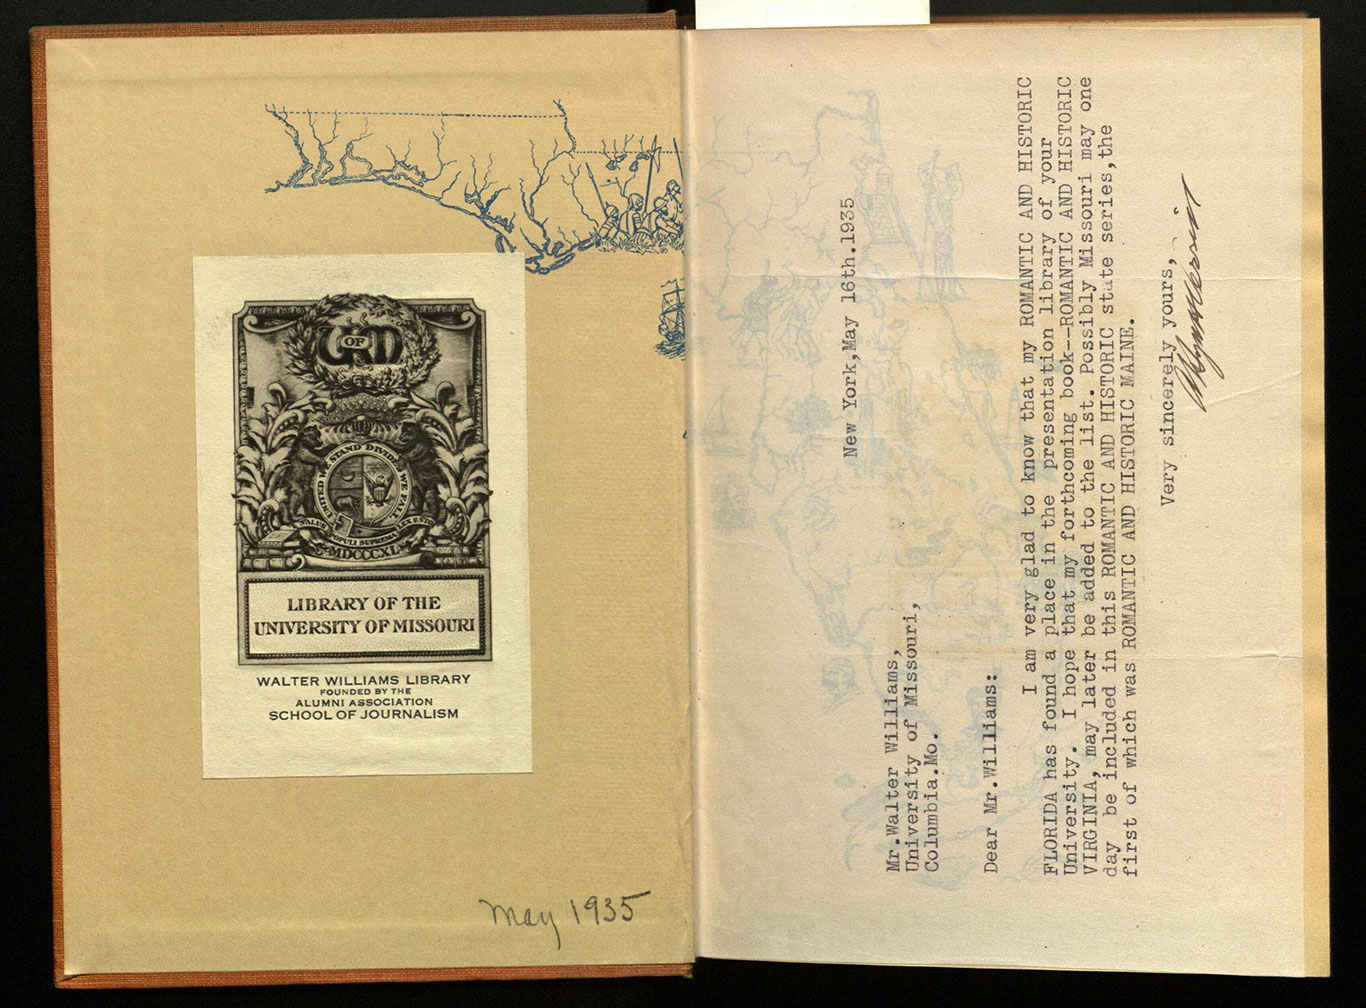 U OF M
UNITED WE STAND DIVIDED WE FALL
SALUS POPULI SUPREMA LEX ESTO
MDCCCXX
LIBRARY OF THE
UNIVERSITY OF MISSOURI
WALTER WILLIAMS LIBRARY
FOUNDED BY THE
ALUMNI ASSOCIATION
SCHOOL OF JOURNALISM
May 1935
New York,May 16th.1935
Mr.Walter Williams,
University of Missouri,
Columbia.Mo.
Dear Mr.Williams:
I am very glad to know that my ROMANTIC AND HISTORIC
FLORIDA has found a place in the presentation library of your
University. I hope that my forthcoming book--ROMANTIC AND HISTORIC
VIRGINIA, may later be added to the list. Possibly Missouri may one
day be included in this ROMANTIC AND HISTORIC state series,the
first of which was ROMANTIC AND HISTORIC MAINE.
Very sincerely yours,